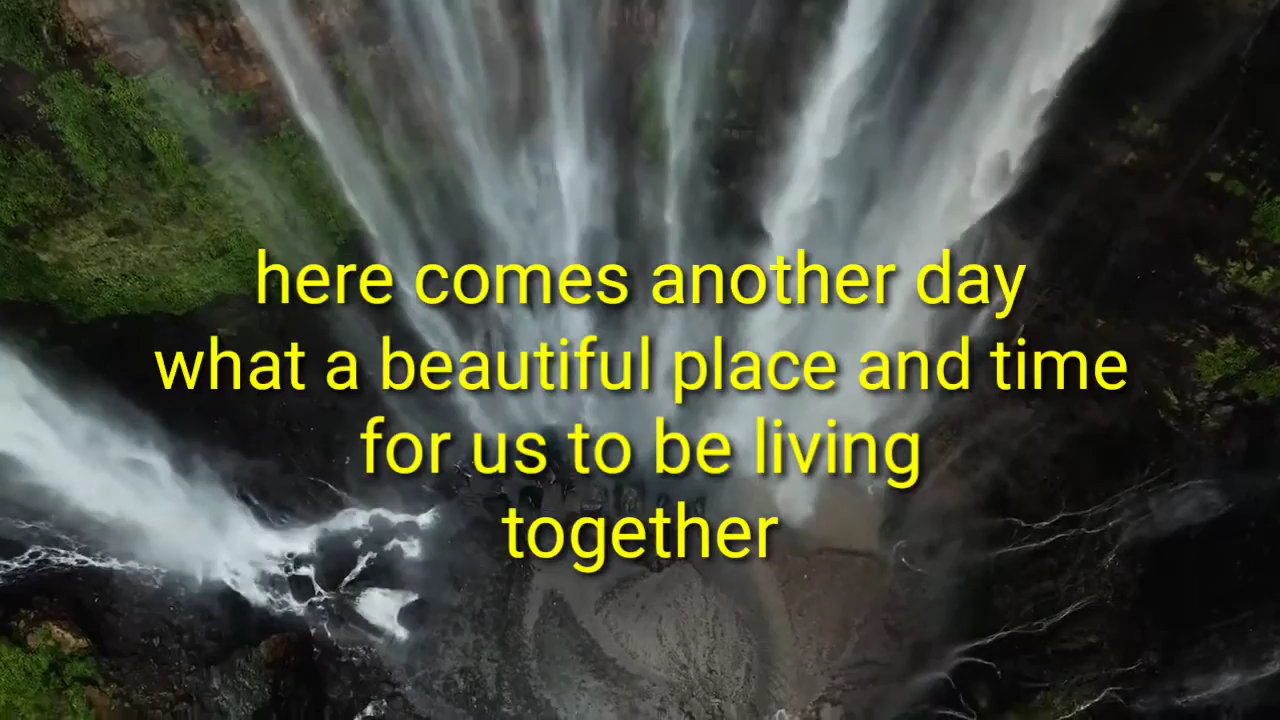 here comes another day
what a beautiful place and time
for us to be living
together